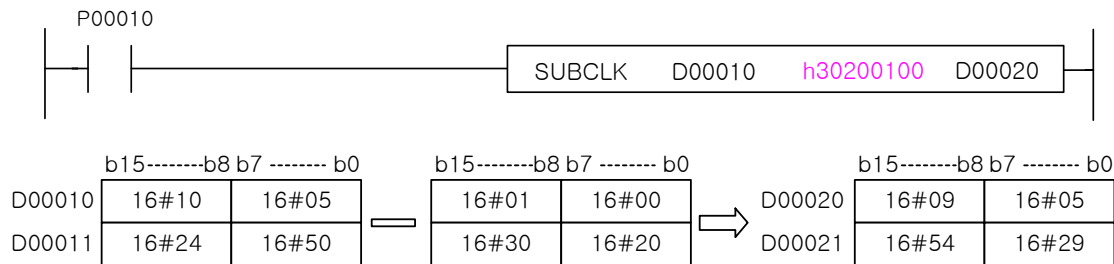 P00010
SUBCLK D00010 h30200100 D00020
b15-------b8 b7 ------- b0 b15-------b8 b7 ------- b0 b15-------b8 b7 ------- b0
D00010 16#10 16#05 16#01 16#00 D00020 16#09 16#05
D00011 16#24 16#50 16#30 16#20 D00021 16#54 16#29